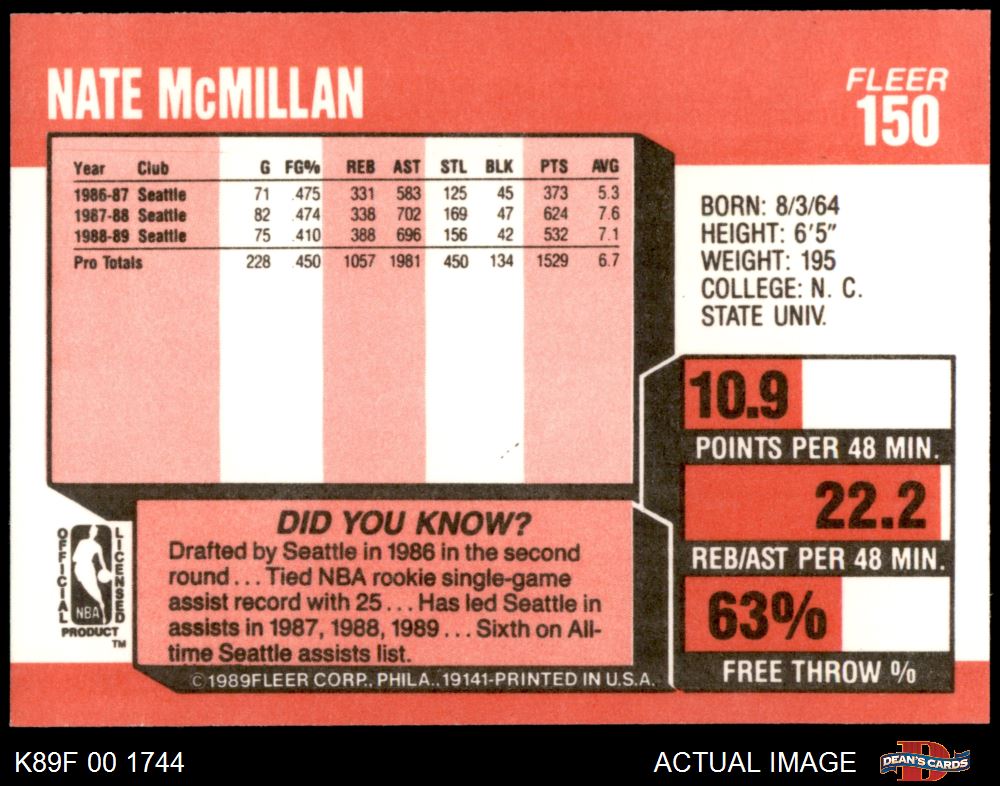 NATE McMILLAN
FLEER
150
Year Club G FG% REB AST STL BLK PTS AVG
1986-87 Seattle 71 .475 331 583 125 45 373 5.3
1987-88 Seattle 82 .474 338 702 169 47 624 7.6
1988-89 Seattle 75 .410 388 696 156 42 532 7.1
Pro Totals 228 .450 1057 1981 450 134 1529 6.7
BORN: 8/3/64
HEIGHT: 6'5"
WEIGHT: 195
COLLEGE: N. C.
STATE UNIV.
10.9
POINTS PER 48 MIN.
22.2
REB/AST PER 48 MIN.
63%
FREE THROW %
OFFICIAL
LICENSED
NBA
PRODUCT
TM
DID YOU KNOW?
Drafted by Seattle in 1986 in the second
round . . . Tied NBA rookie single-game
assist record with 25 . . . Has led Seattle in
assists in 1987, 1988, 1989 . . . Sixth on All-
time Seattle assists list.
©1989FLEER CORP., PHILA., 19141-PRINTED IN U.S.A.
K89F 00 1744
ACTUAL IMAGE
D
DEAN'S CARDS